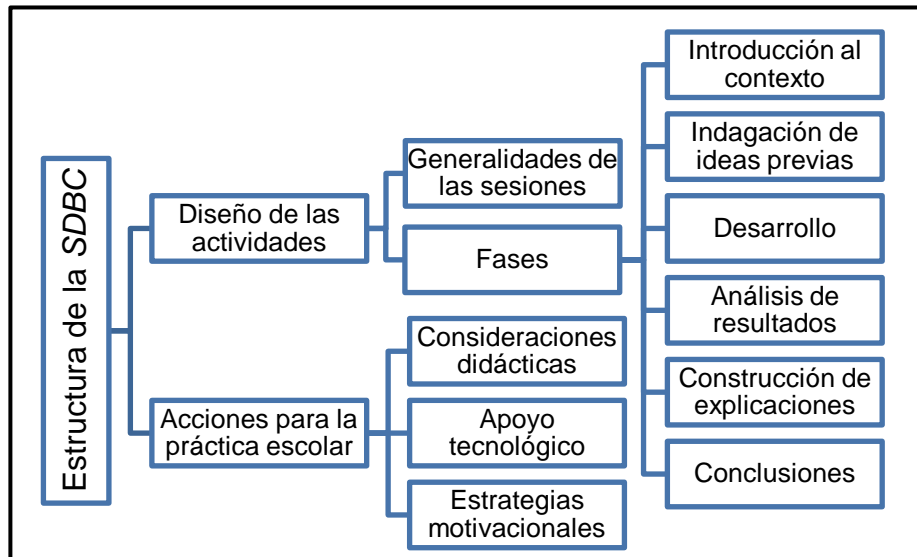 Estructura de la SDBC
Diseño de las
actividades
Generalidades de
las sesiones
Fases
Introducción al
contexto
Indagación de
ideas previas
Desarrollo
Análisis de
resultados
Construcción de
explicaciones
Conclusiones
Acciones para la
práctica escolar
Consideraciones
didácticas
Apoyo
tecnológico
Estrategias
motivacionales